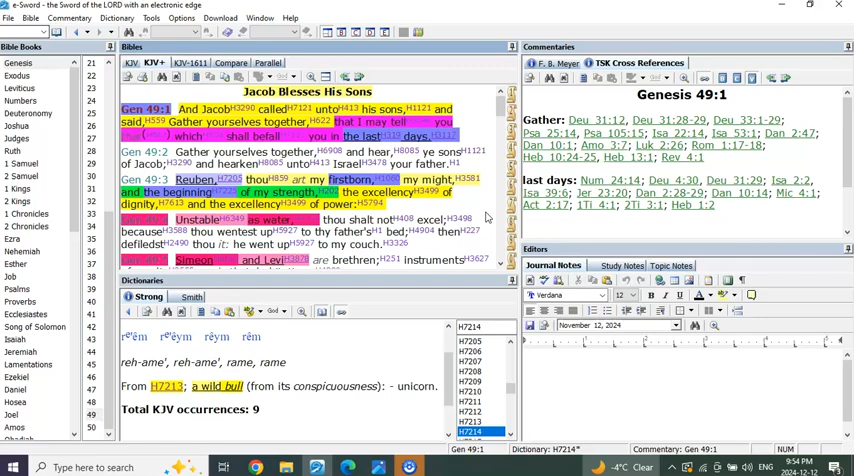 e-Sword - the Sword of the LORD with an electronic edge
File Bible Commentary Dictionary Tools Options Download Window Help
B C D E
Bible Books
Genesis
Exodus
Leviticus
Numbers
Deuteronomy
Joshua
Judges
Ruth
1 Samuel
2 Samuel
1 Kings
2 Kings
1 Chronicles
2 Chronicles
Ezra
Nehemiah
Esther
Job
Psalms
Proverbs
Ecclesiastes
Song of Solomon
Isaiah
Jeremiah
Lamentations
Ezekiel
Daniel
Hosea
Joel
Amos
21
22
23
24
25
26
27
28
29
30
31
32
33
34
35
36
37
38
39
40
41
42
43
44
45
46
47
48
49
50
Bibles
KJV KJV+ KJV-1611 Compare Parallel
Jacob Blesses His Sons
Gen 49:1 And Jacob H3290 called H7121 unto H413 his sons, H1121 and
said, H559 Gather yourselves together, H622 that I may tell you
that which shall befall you in the last H319 days. H3117
Gen 49:2 Gather yourselves together, H6908 and hear, H8085 ye sons H1121
of Jacob; H3290 and hearken H8085 unto H413 Israel H3478 your father. H1
Gen 49:3 Reuben, H7205 thou H859 art my firstborn, H1060 my might, H3581
and the beginning H7225 of my strength, H202 the excellency H3499 of
dignity, H7613 and the excellency H3499 of power: H5794
Gen 49:4 Unstable H6349 as water, thou shalt not H408 excel; H3498
because H3588 thou wentest up H5927 to thy father's H1 bed; H4904 then H227
defiledst H2490 thou it: he went up H5927 to my couch. H3326
Simeon and Levi H3878 are brethren; H251 instruments H3627
Dictionaries
Strong Smith
God
reʼêm reʼêym rêym rêm
reh-ame', reh-ame', rame, rame
From H7213; a wild bull (from its conspicuousness): - unicorn.
Total KJV occurrences: 9
H7214
H7205
H7206
H7207
H7208
H7209
H7210
H7211
H7212
H7213
H7214
Commentaries
F. B. Meyer TSK Cross References
Genesis 49:1
Gather: Deu 31:12, Deu 31:28-29, Deu 33:1-29;
Psa 25:14, Psa 105:15; Isa 22:14, Isa 53:1; Dan 2:47;
Dan 10:1; Amo 3:7; Luk 2:26; Rom 1:17-18;
Heb 10:24-25, Heb 13:1; Rev 4:1
last days: Num 24:14; Deu 4:30, Deu 31:29; Isa 2:2,
Isa 39:6; Jer 23:20; Dan 2:28-29, Dan 10:14; Mic 4:1;
Act 2:17; 1Ti 4:1; 2Ti 3:1; Heb 1:2
Editors
Journal Notes Study Notes Topic Notes
Verdana 12 B I U A
November 12, 2024
Gen 49:1 Dictionary: H7214* Commentary: Gen 49:1 NUM
Type here to search
-4°C Clear
ENG
9:54 PM
2024-12-12